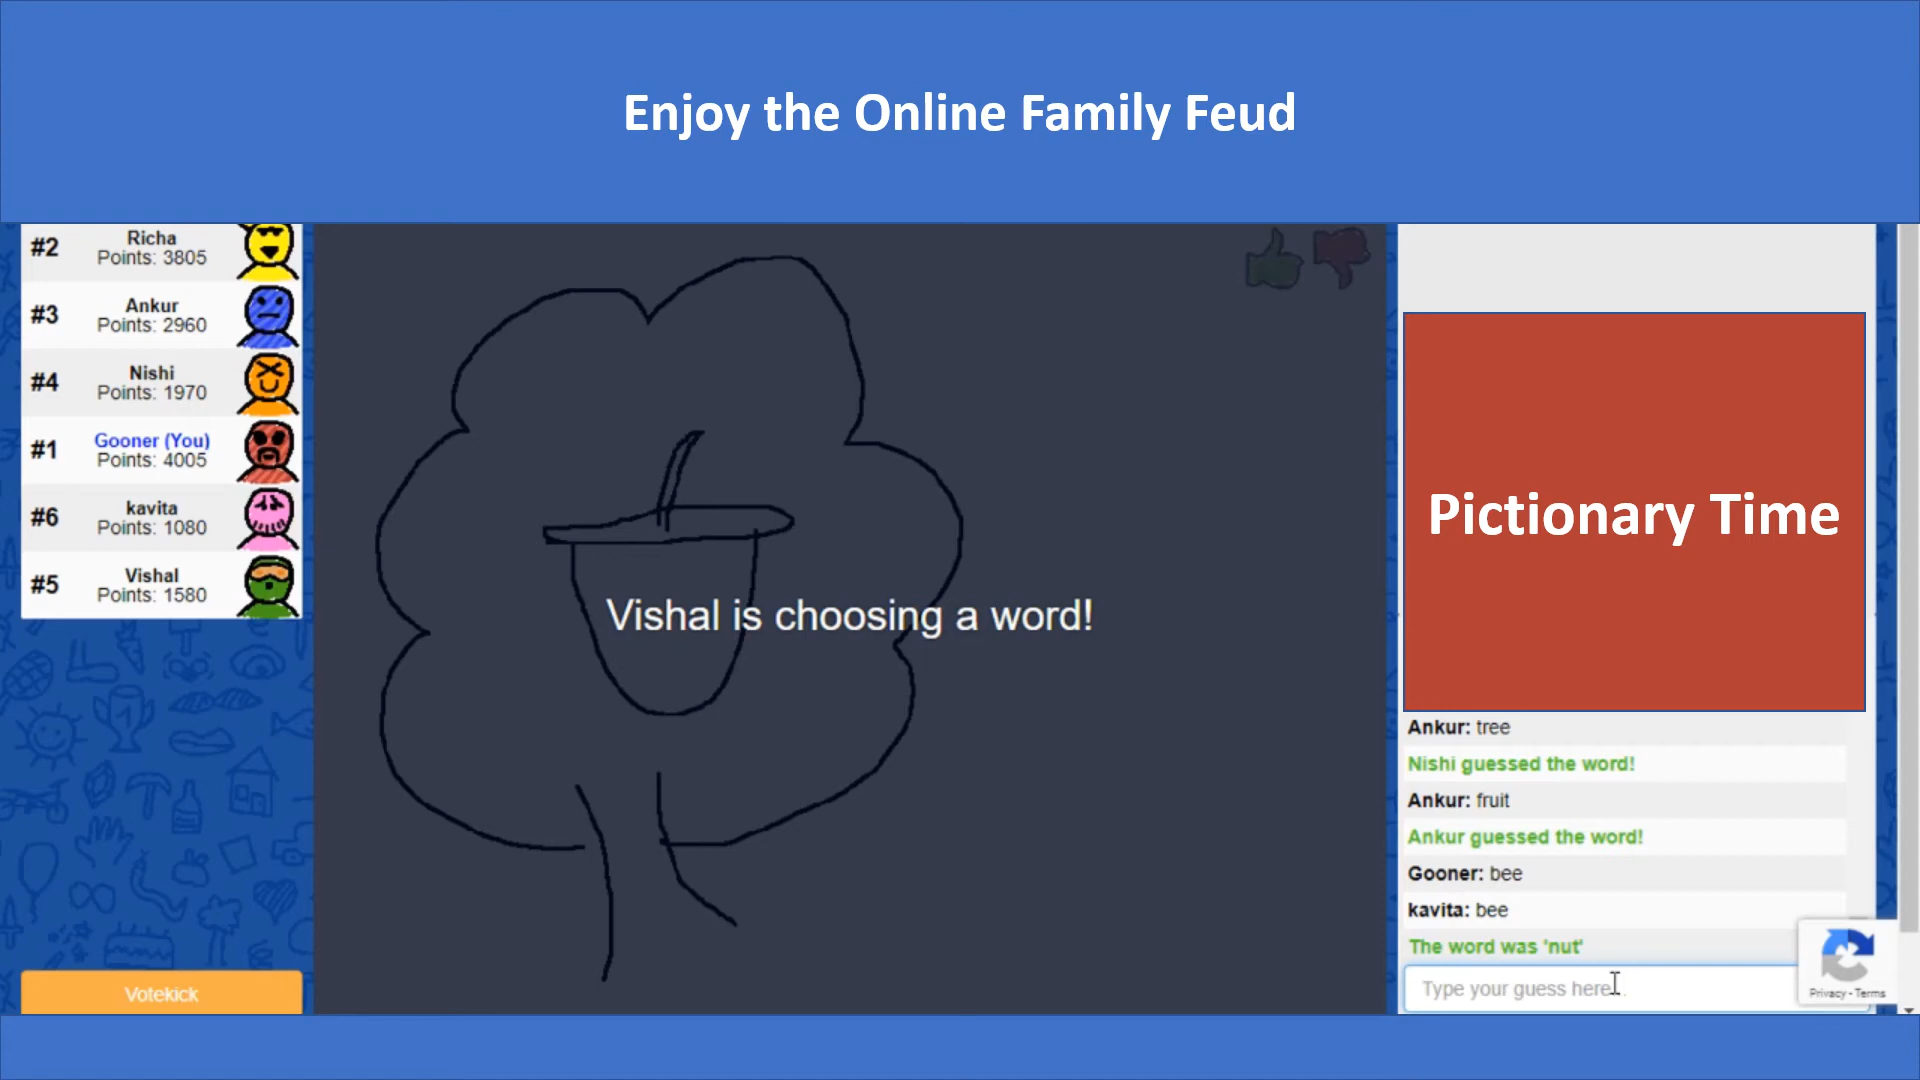 Enjoy the Online Family Feud
#2
Richa
Points: 3805
#3
Ankur
Points: 2960
#4
Nishi
Points: 1970
#1
Gooner (You)
Points: 4005
#6
kavita
Points: 1080
#5
Vishal
Points: 1580
Votekick
Vishal is choosing a word!
Pictionary Time
Ankur: tree
Nishi guessed the word!
Ankur: fruit
Ankur guessed the word!
Gooner: bee
kavita: bee
The word was 'nut'
Type your guess here...
Privacy - Terms